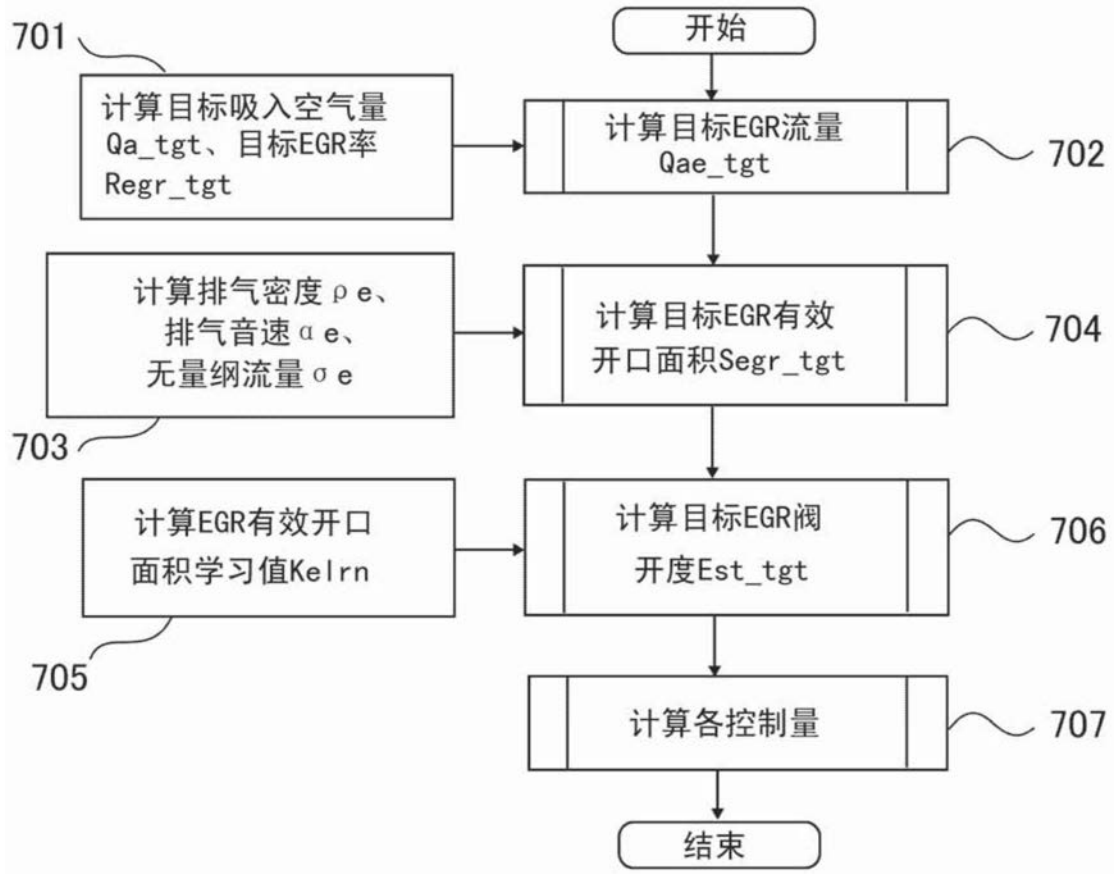 开始
701
计算目标吸入空气量
Qa_tgt、目标EGR率
Regr_tgt
计算目标EGR流量
Qae_tgt
702
计算排气密度ρe、
排气音速αe、
无量纲流量σe
703
计算目标EGR有效
开口面积Segr_tgt
704
计算EGR有效开口
面积学习值Kelrn
705
计算目标EGR阀
开度Est_tgt
706
计算各控制量
707
结束